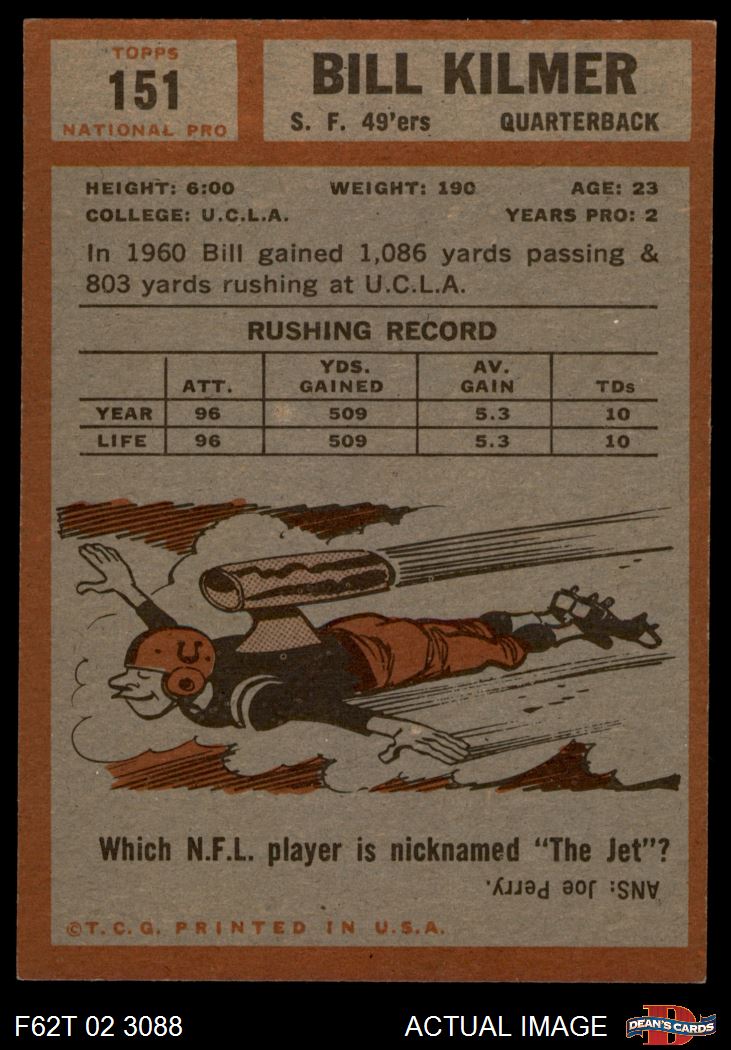 TOPPS
151
NATIONAL PRO
BILL KILMER
S. F. 49'ers QUARTERBACK
HEIGHT: 6:00 WEIGHT: 190 AGE: 23
COLLEGE: U.C.L.A. YEARS PRO: 2
In 1960 Bill gained 1,086 yards passing &
803 yards rushing at U.C.L.A.
RUSHING RECORD
ATT. YDS. GAINED AV. GAIN TDs
YEAR 96 509 5.3 10
LIFE 96 509 5.3 10
Which N.F.L. player is nicknamed "The Jet"?
ANS: Joe Perry.
©T. C. G. PRINTED IN U.S.A.
F62T 02 3088 ACTUAL IMAGE
D
DEAN'S CARDS